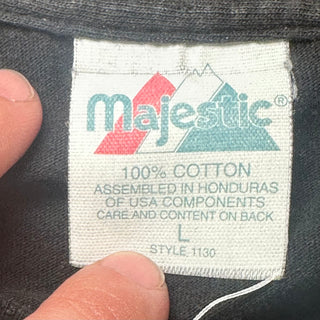 Majestic®
100% COTTON
ASSEMBLED IN HONDURAS
OF USA COMPONENTS
CARE AND CONTENT ON BACK
L
STYLE 1130